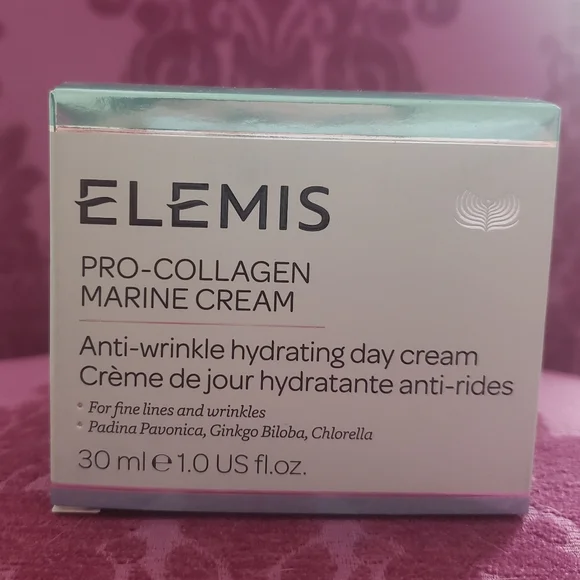 ELEMIS
PRO-COLLAGEN
MARINE CREAM
Anti-wrinkle hydrating day cream
Crème de jour hydratante anti-rides
• For fine lines and wrinkles
• Padina Pavonica, Ginkgo Biloba, Chlorella
30 ml ℮ 1.0 US fl.oz.